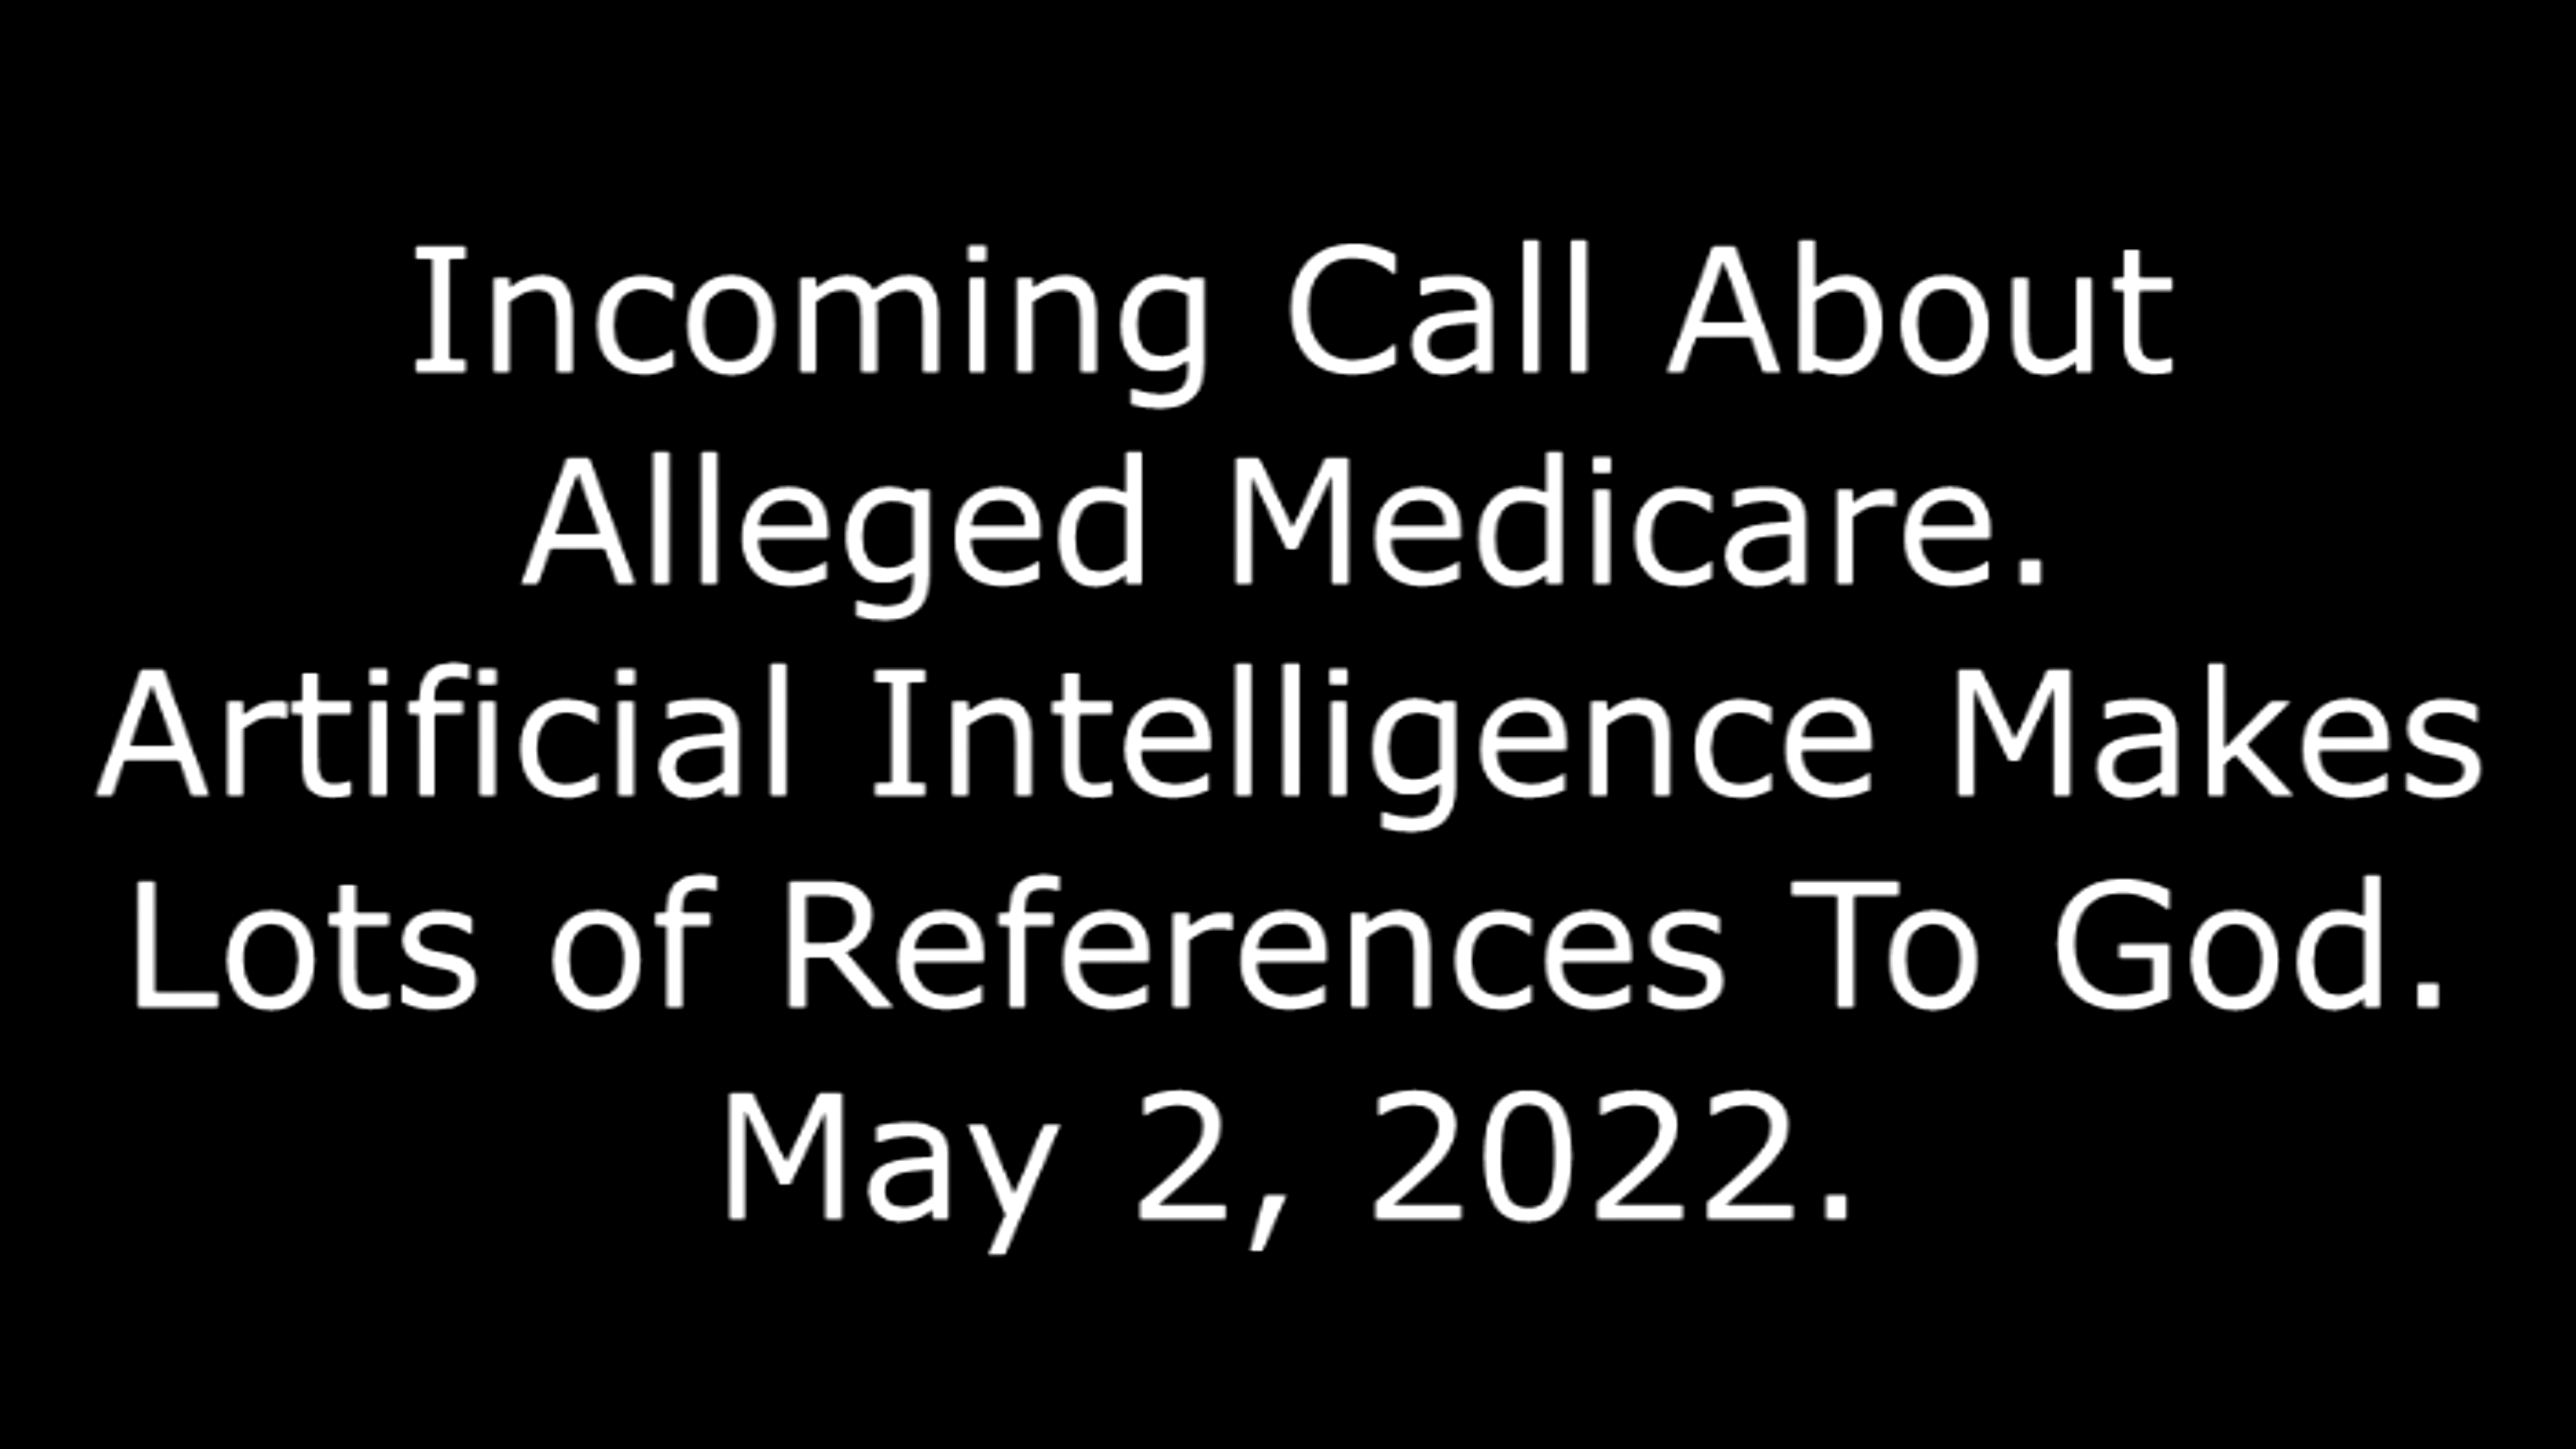 Incoming Call About
Alleged Medicare.
Artificial Intelligence Makes
Lots of References To God.
May 2, 2022.